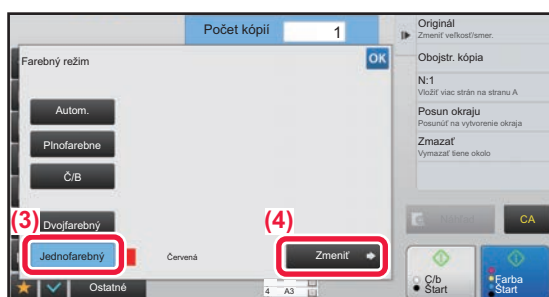 Počet kópií 1
Farebný režim
OK
Autom.
Plnofarebne
Č/B
(3)
Dvojfarebný
Jednofarebný
Červená
(4)
Zmeniť
Ostatné
4 A3
Originál
Zmeniť veľkosť/smer.
Obojstr. kópia
N:1
Vložiť viac strán na stranu A
Posun okraju
Posunúť na vytvorenie okraja
Zmazať
Vymazať tiene okolo
Náhľad
CA
Č/b
Štart
Farba
Štart